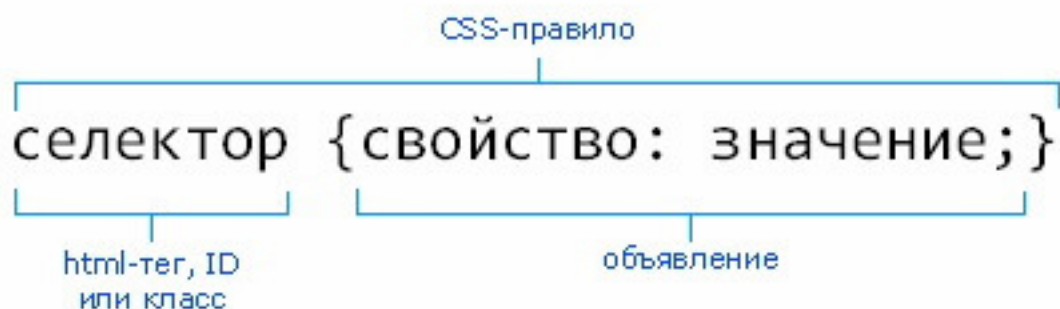 CSS-правило
селектор {свойство: значение;}
html-тег, ID
или класс
объявление